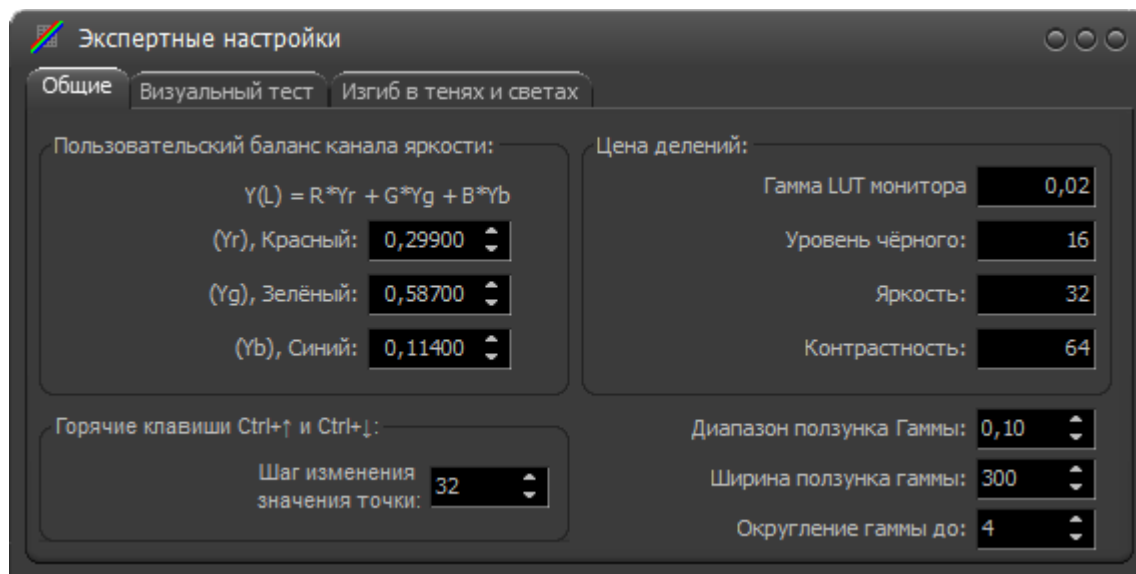 Экспертные настройки
Общие Визуальный тест Изгиб в тенях и светах
Пользовательский баланс канала яркости:
Y(L) = R*Yr + G*Yg + B*Yb
(Yr), Красный: 0,29900
(Yg), Зелёный: 0,58700
(Yb), Синий: 0,11400
Цена делений:
Гамма LUT монитора 0,02
Уровень чёрного: 16
Яркость: 32
Контрастность: 64
Горячие клавиши Ctrl+↑ и Ctrl+↓:
Шаг изменения
значения точки: 32
Диапазон ползунка Гаммы: 0,10
Ширина ползунка гаммы: 300
Округление гаммы до: 4